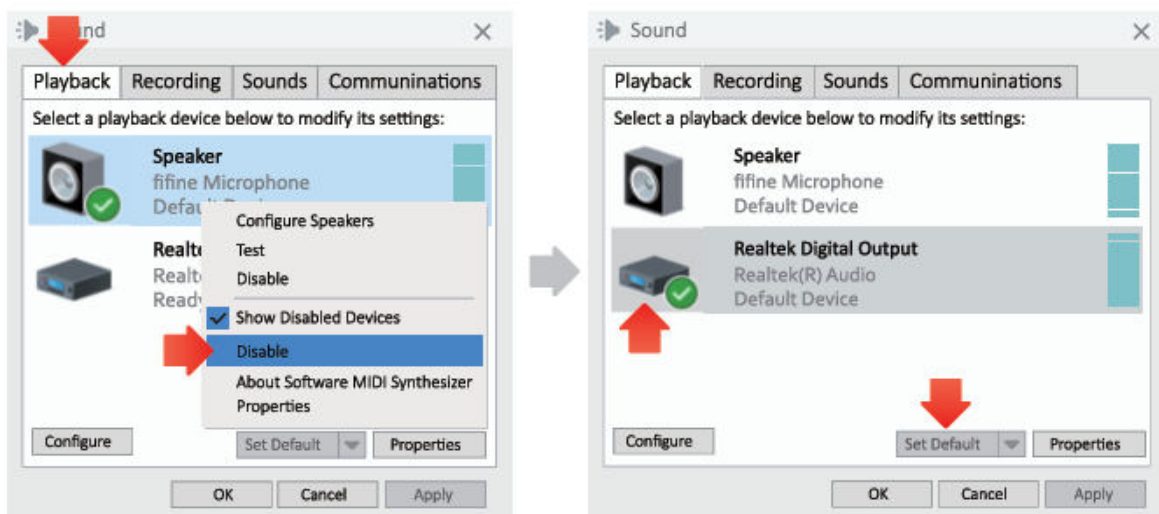 Sound
Playback Recording Sounds Communinations
Select a playback device below to modify its settings:
Speaker
fifine Microphone
Configure Speakers
Test
Disable
Show Disabled Devices
Disable
About Software MIDI Synthesizer
Properties
Configure Set Default Properties
OK Cancel Apply
Sound
Playback Recording Sounds Communinations
Select a playback device below to modify its settings:
Speaker
fifine Microphone
Default Device
Realtek Digital Output
Realtek(R) Audio
Default Device
Configure Set Default Properties
OK Cancel Apply